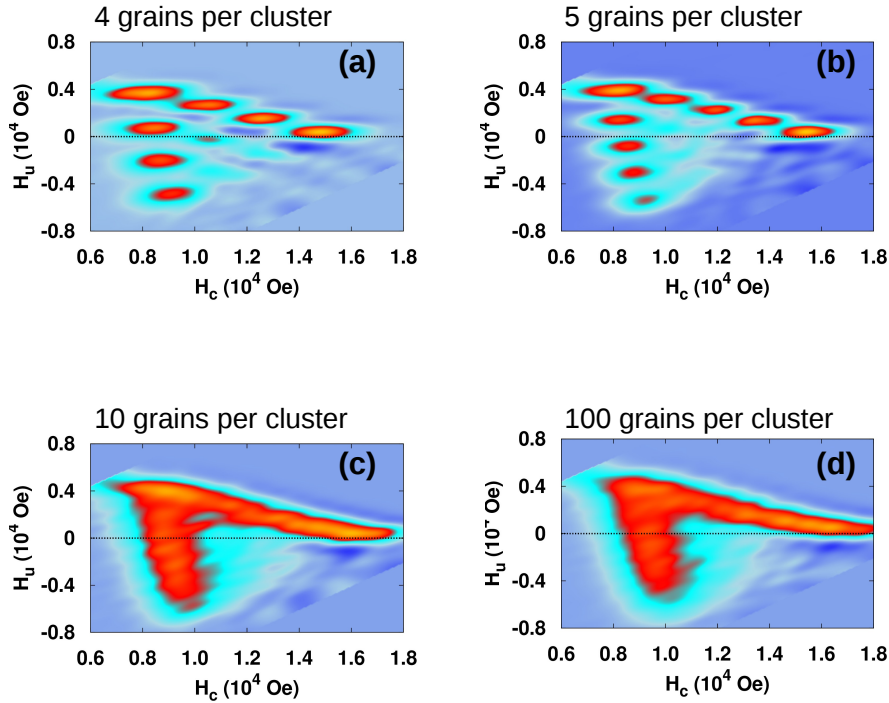 4 grains per cluster
(a)
0.8
0.4
0
-0.4
-0.8
H_u (10^4 Oe)
0.6 0.8 1.0 1.2 1.4 1.6 1.8
H_c (10^4 Oe)
5 grains per cluster
(b)
0.8
0.4
0
-0.4
-0.8
H_u (10^4 Oe)
0.6 0.8 1.0 1.2 1.4 1.6 1.8
H_c (10^4 Oe)
10 grains per cluster
(c)
0.8
0.4
0
-0.4
-0.8
H_u (10^4 Oe)
0.6 0.8 1.0 1.2 1.4 1.6 1.8
H_c (10^4 Oe)
100 grains per cluster
(d)
0.8
0.4
0
-0.4
-0.8
H_u (10 Oe)
0.6 0.8 1.0 1.2 1.4 1.6 1.8
H_c (10^4 Oe)